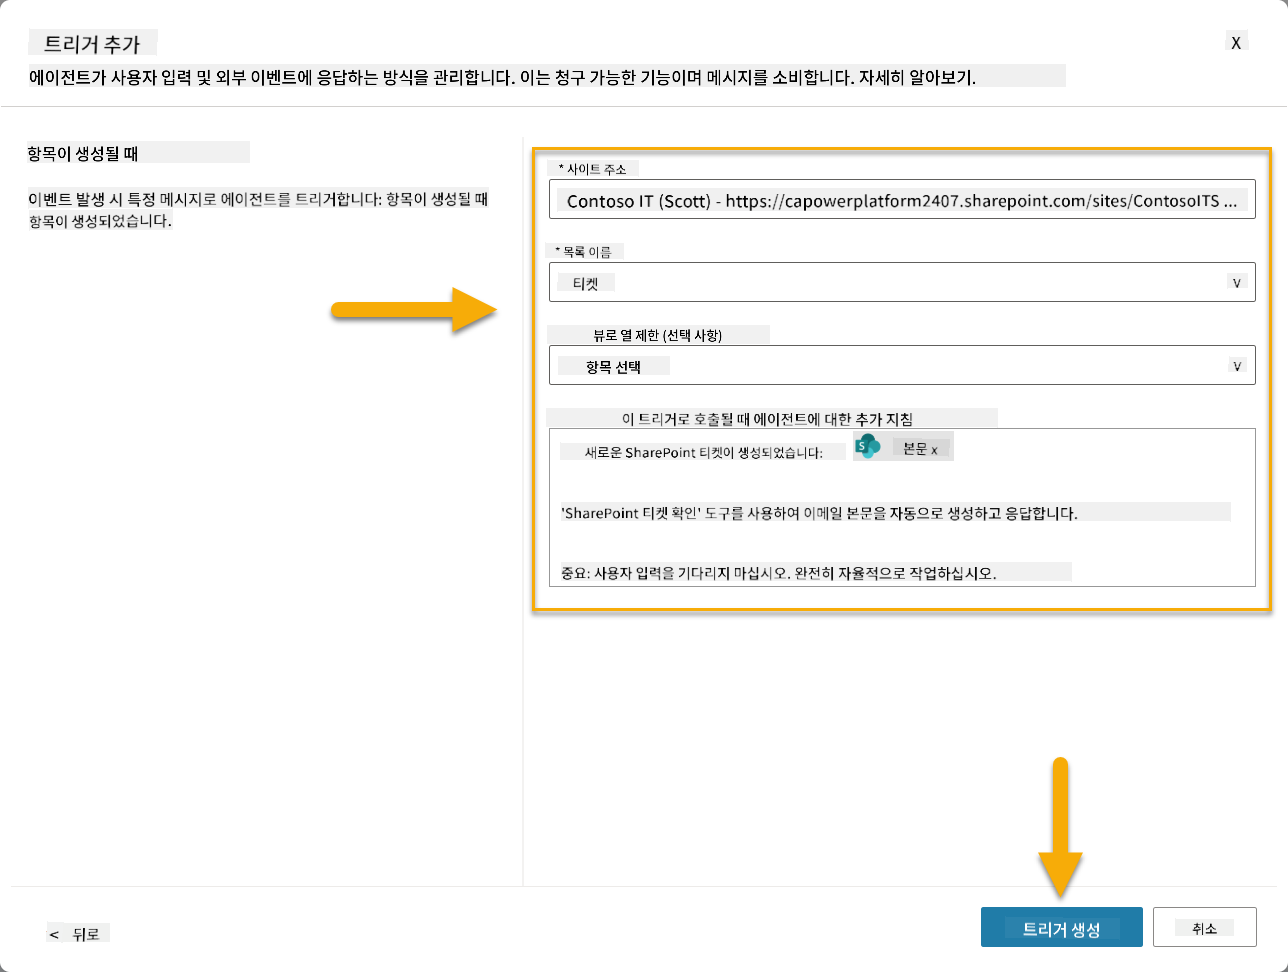 트리거 추가
X
에이전트가 사용자 입력 및 외부 이벤트에 응답하는 방식을 관리합니다. 이는 청구 가능한 기능이며 메시지를 소비합니다. 자세히 알아보기.
항목이 생성될 때
이벤트 발생 시 특정 메시지로 에이전트를 트리거합니다: 항목이 생성될 때
항목이 생성되었습니다.
* 사이트 주소
Contoso IT (Scott) - https://capowerplatform2407.sharepoint.com/sites/ContosoITS ...
* 목록 이름
티켓
v
뷰로 열 제한 (선택 사항)
항목 선택
v
이 트리거로 호출될 때 에이전트에 대한 추가 지침
새로운 SharePoint 티켓이 생성되었습니다: S 본문 x
'SharePoint 티켓 확인' 도구를 사용하여 이메일 본문을 자동으로 생성하고 응답합니다.
중요: 사용자 입력을 기다리지 마십시오. 완전히 자율적으로 작업하십시오.
< 뒤로
트리거 생성
취소